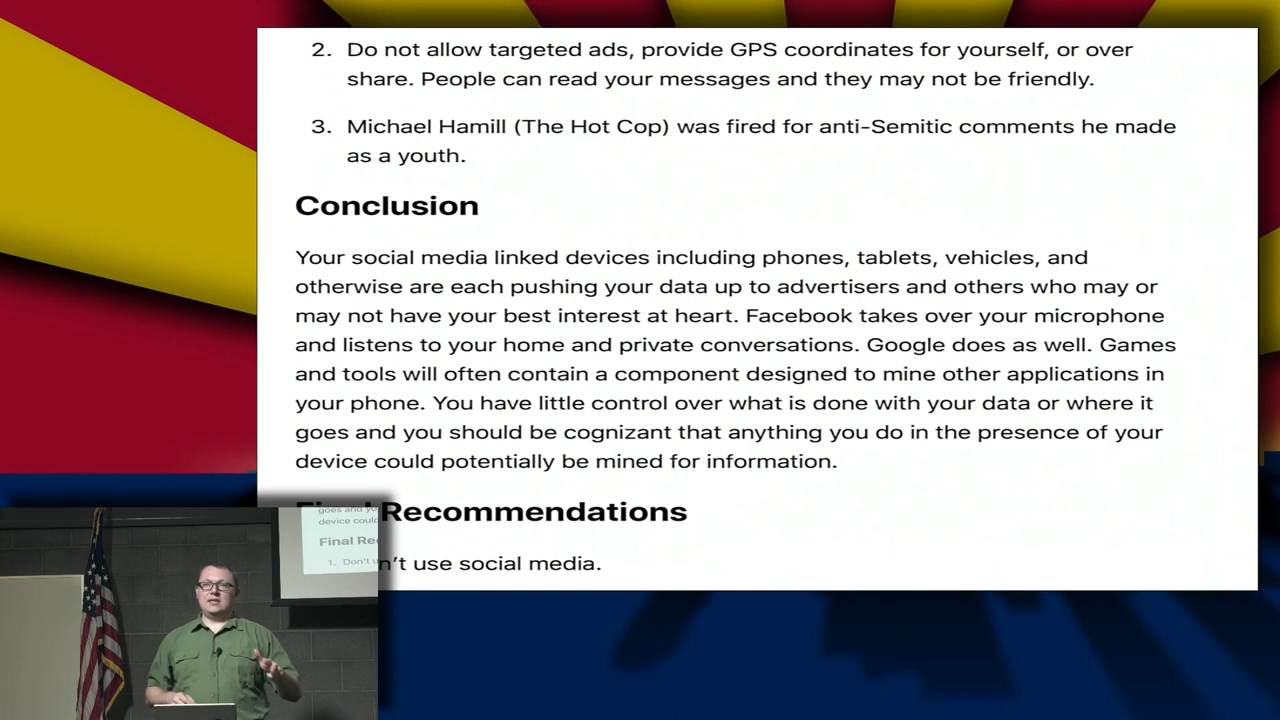 2. Do not allow targeted ads, provide GPS coordinates for yourself, or over
share. People can read your messages and they may not be friendly.
3. Michael Hamill (The Hot Cop) was fired for anti-Semitic comments he made
as a youth.
Conclusion
Your social media linked devices including phones, tablets, vehicles, and
otherwise are each pushing your data up to advertisers and others who may or
may not have your best interest at heart. Facebook takes over your microphone
and listens to your home and private conversations. Google does as well. Games
and tools will often contain a component designed to mine other applications in
your phone. You have little control over what is done with your data or where it
goes and you should be cognizant that anything you do in the presence of your
device could potentially be mined for information.
Recommendations
n't use social media.
goes and yo
device could
Final Re
1. Don't u